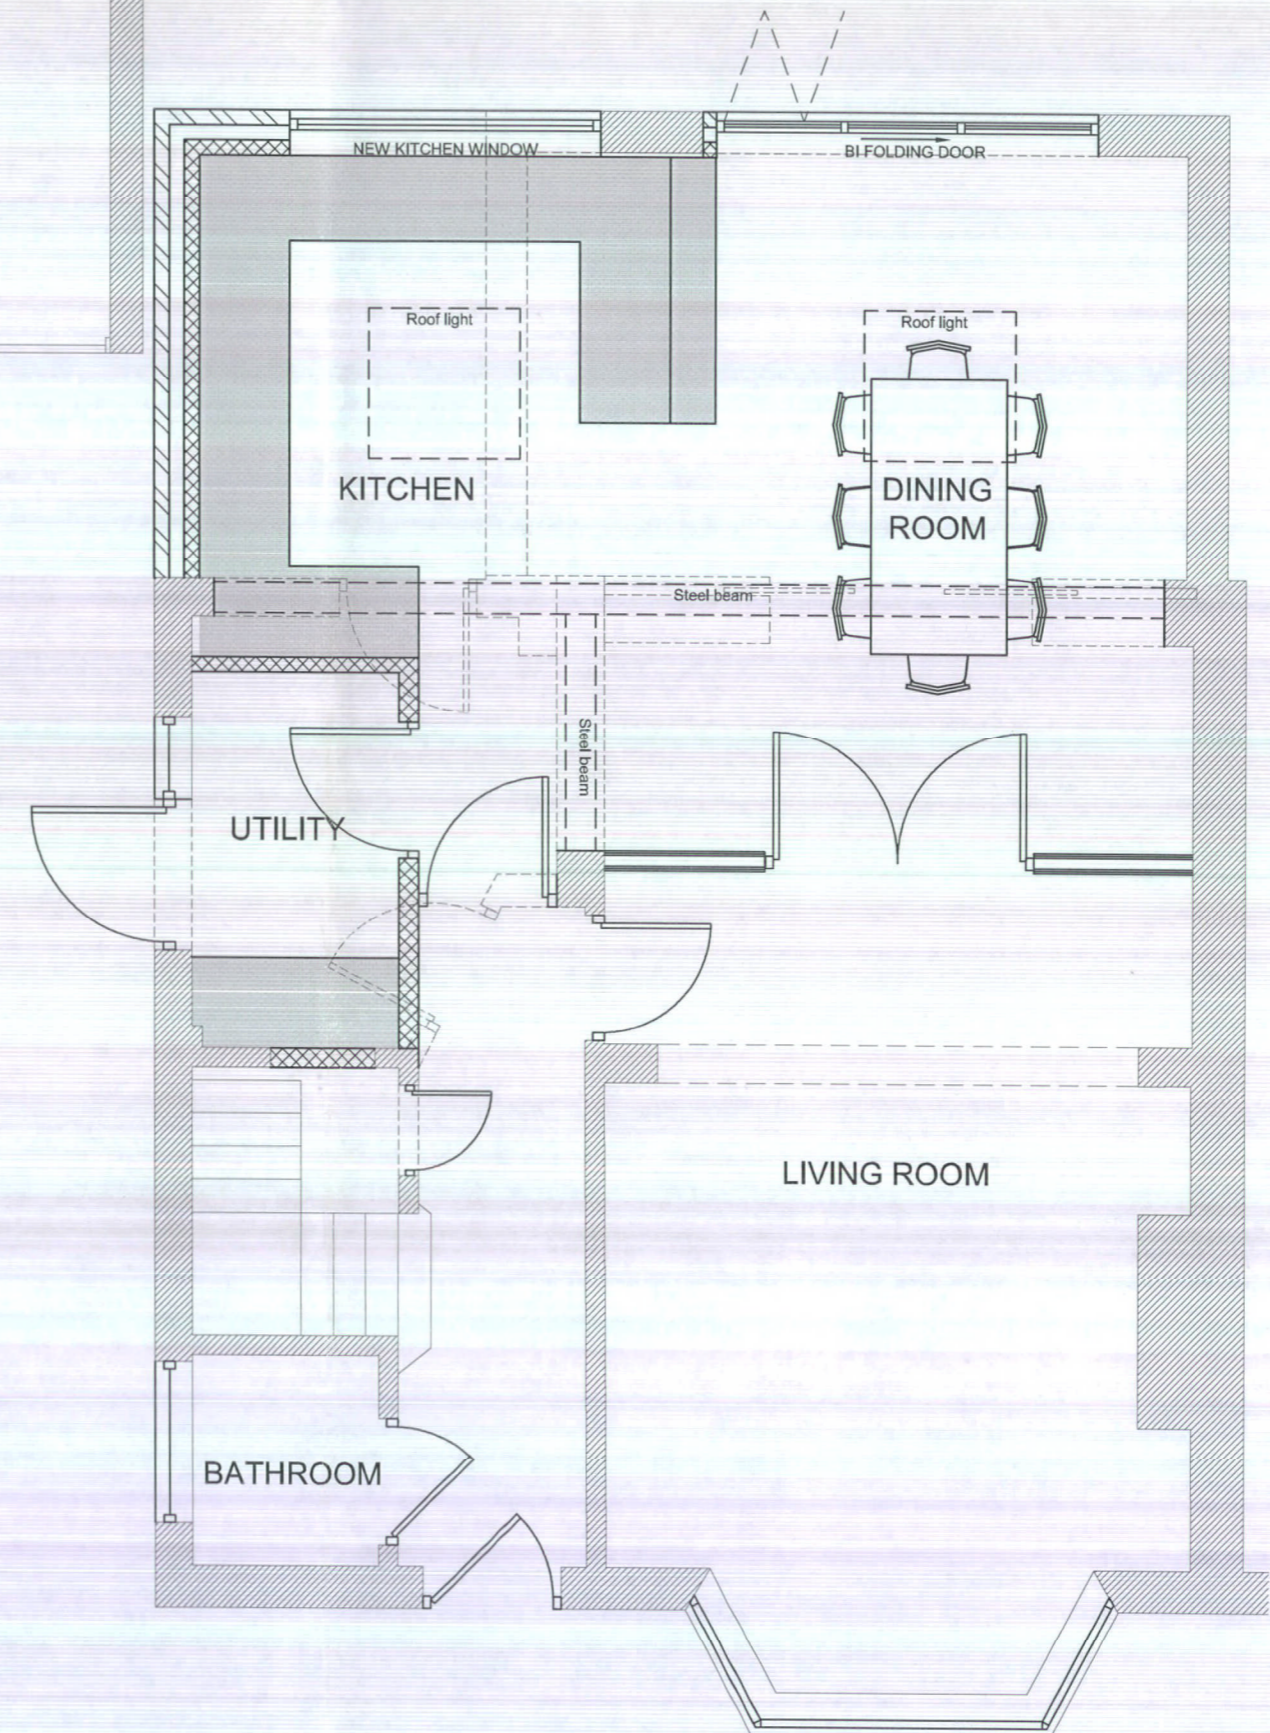 NEW KITCHEN WINDOW
BI FOLDING DOOR
Roof light
Roof light
KITCHEN
DINING
ROOM
Steel beam
Steel beam
UTILITY
LIVING ROOM
BATHROOM